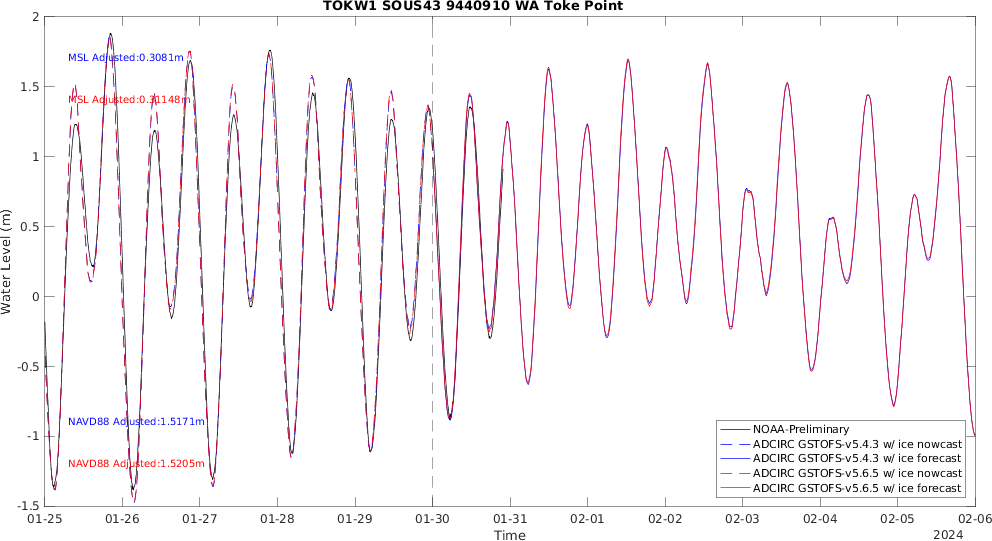 TOKW1 SOUS43 9440910 WA Toke Point
2
1.5
1
0.5
0
-0.5
-1
-1.5
Water Level (m)
MSL Adjusted:0.3081m
MSL Adjusted:0.31148m
NAVD88 Adjusted:1.5171m
NAVD88 Adjusted:1.5205m
NOAA-Preliminary
ADCIRC GSTOFS-v5.4.3 w/ ice nowcast
ADCIRC GSTOFS-v5.4.3 w/ ice forecast
ADCIRC GSTOFS-v5.6.5 w/ ice nowcast
ADCIRC GSTOFS-v5.6.5 w/ ice forecast
01-25 01-26 01-27 01-28 01-29 01-30 01-31 02-01 02-02 02-03 02-04 02-05 02-06
Time
2024